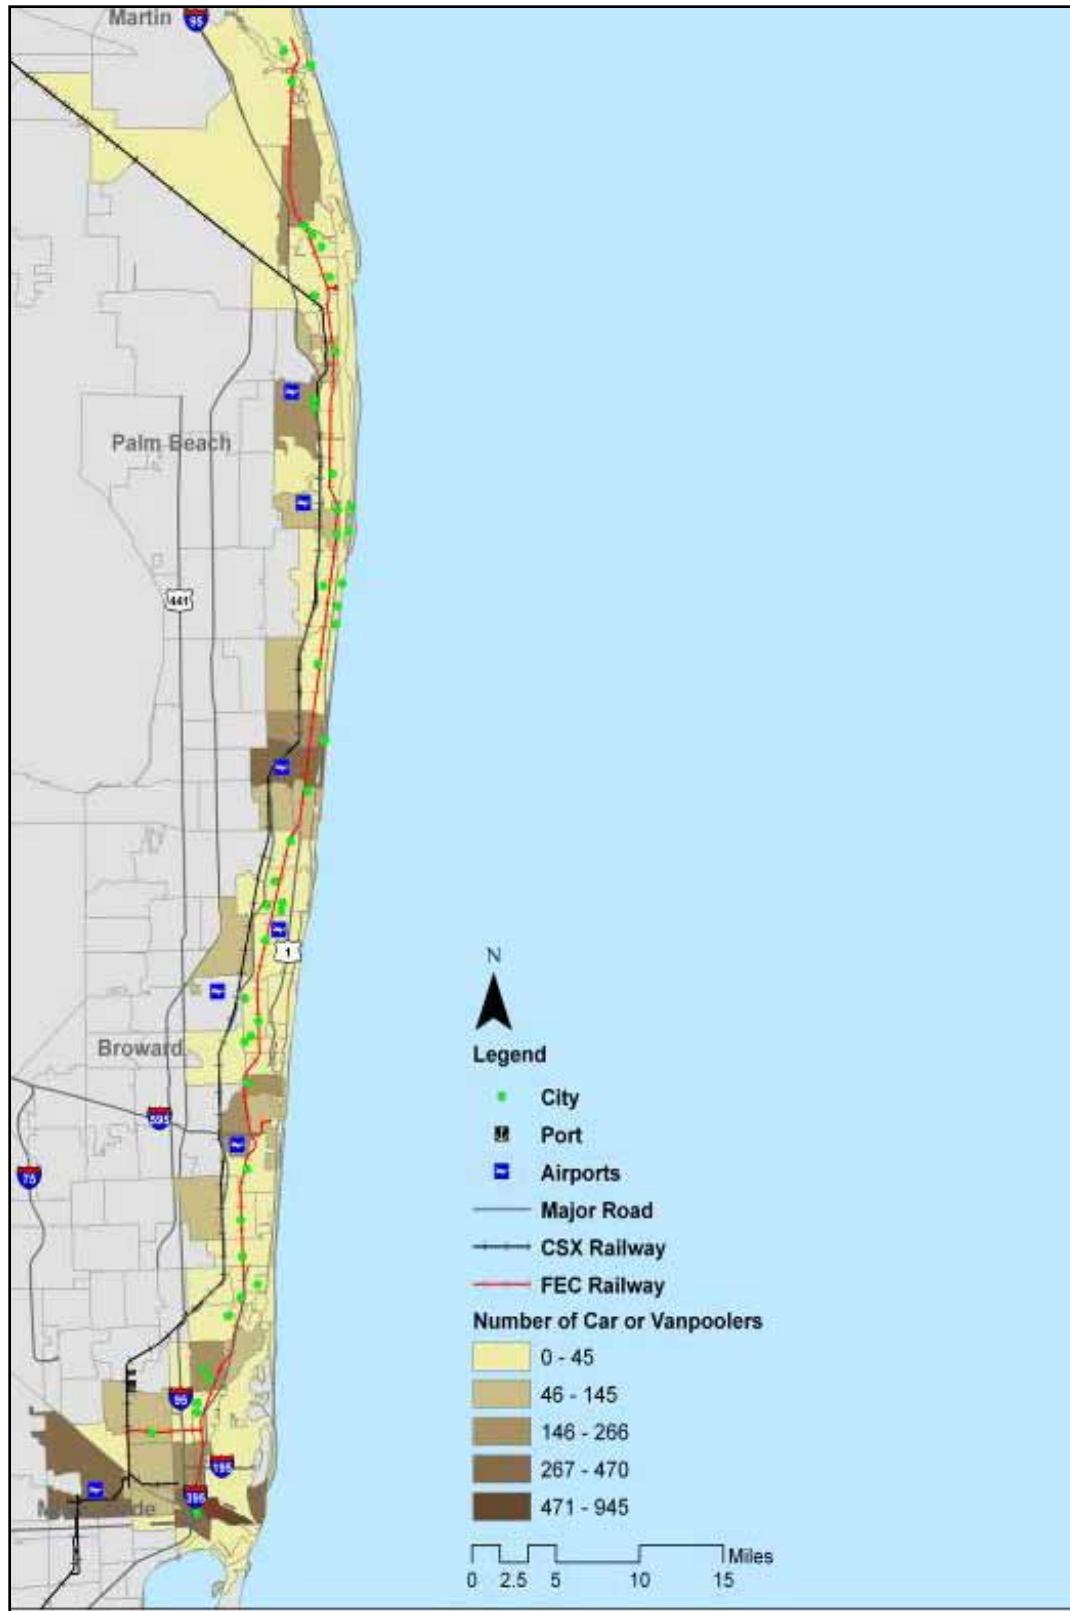 Martin
95
Palm Beach
441
1
Broward
595
75
95
195
395
N
Legend
City
Port
Airports
Major Road
CSX Railway
FEC Railway
Number of Car or Vanpoolers
0 - 45
46 - 145
146 - 266
267 - 470
471 - 945
Miles
0 2.5 5 10 15